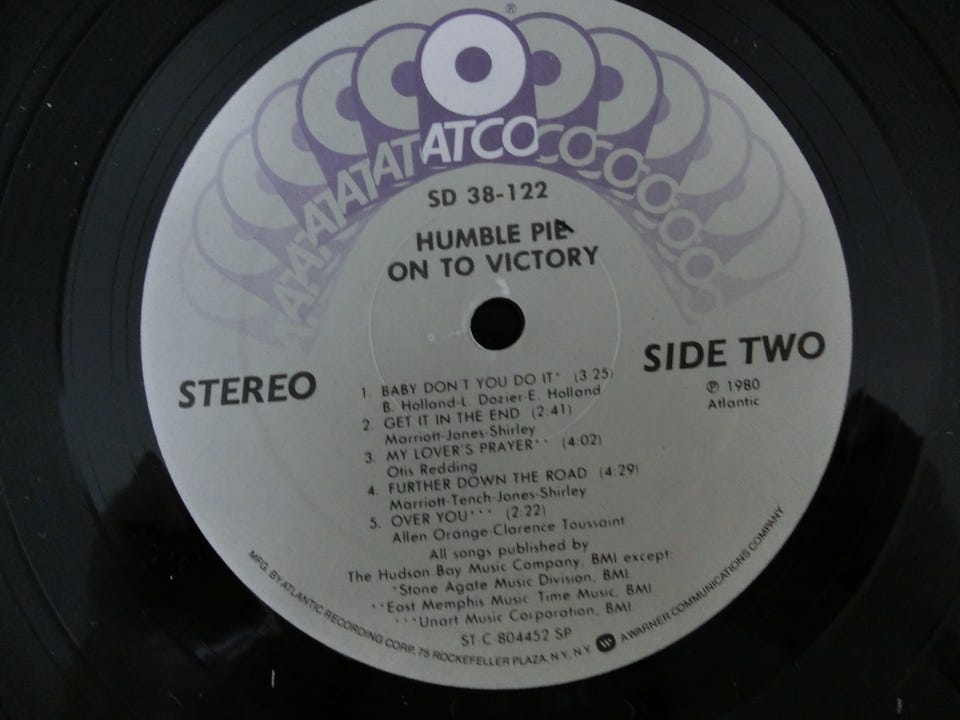 ATCO
SD 38-122
HUMBLE PIE
ON TO VICTORY
STEREO
SIDE TWO
℗ 1980
Atlantic
1. BABY DON'T YOU DO IT* (3:25)
B. Holland-L. Dozier-E. Holland
2. GET IT IN THE END (2:41)
Marriott-Jones-Shirley
3. MY LOVER'S PRAYER** (4:02)
Otis Redding
4. FURTHER DOWN THE ROAD (4:29)
Marriott-Tench-Jones-Shirley
5. OVER YOU*** (2:22)
Allen Orange-Clarence Toussaint
All songs published by
The Hudson Bay Music Company, BMI except:
*Stone Agate Music Division, BMI.
**East Memphis Music Time Music, BMI
***Unart Music Corporation, BMI
ST-C-804452 SP
MFG. BY ATLANTIC RECORDING CORP., 75 ROCKEFELLER PLAZA, N.Y., N.Y. A WARNER COMMUNICATIONS COMPANY